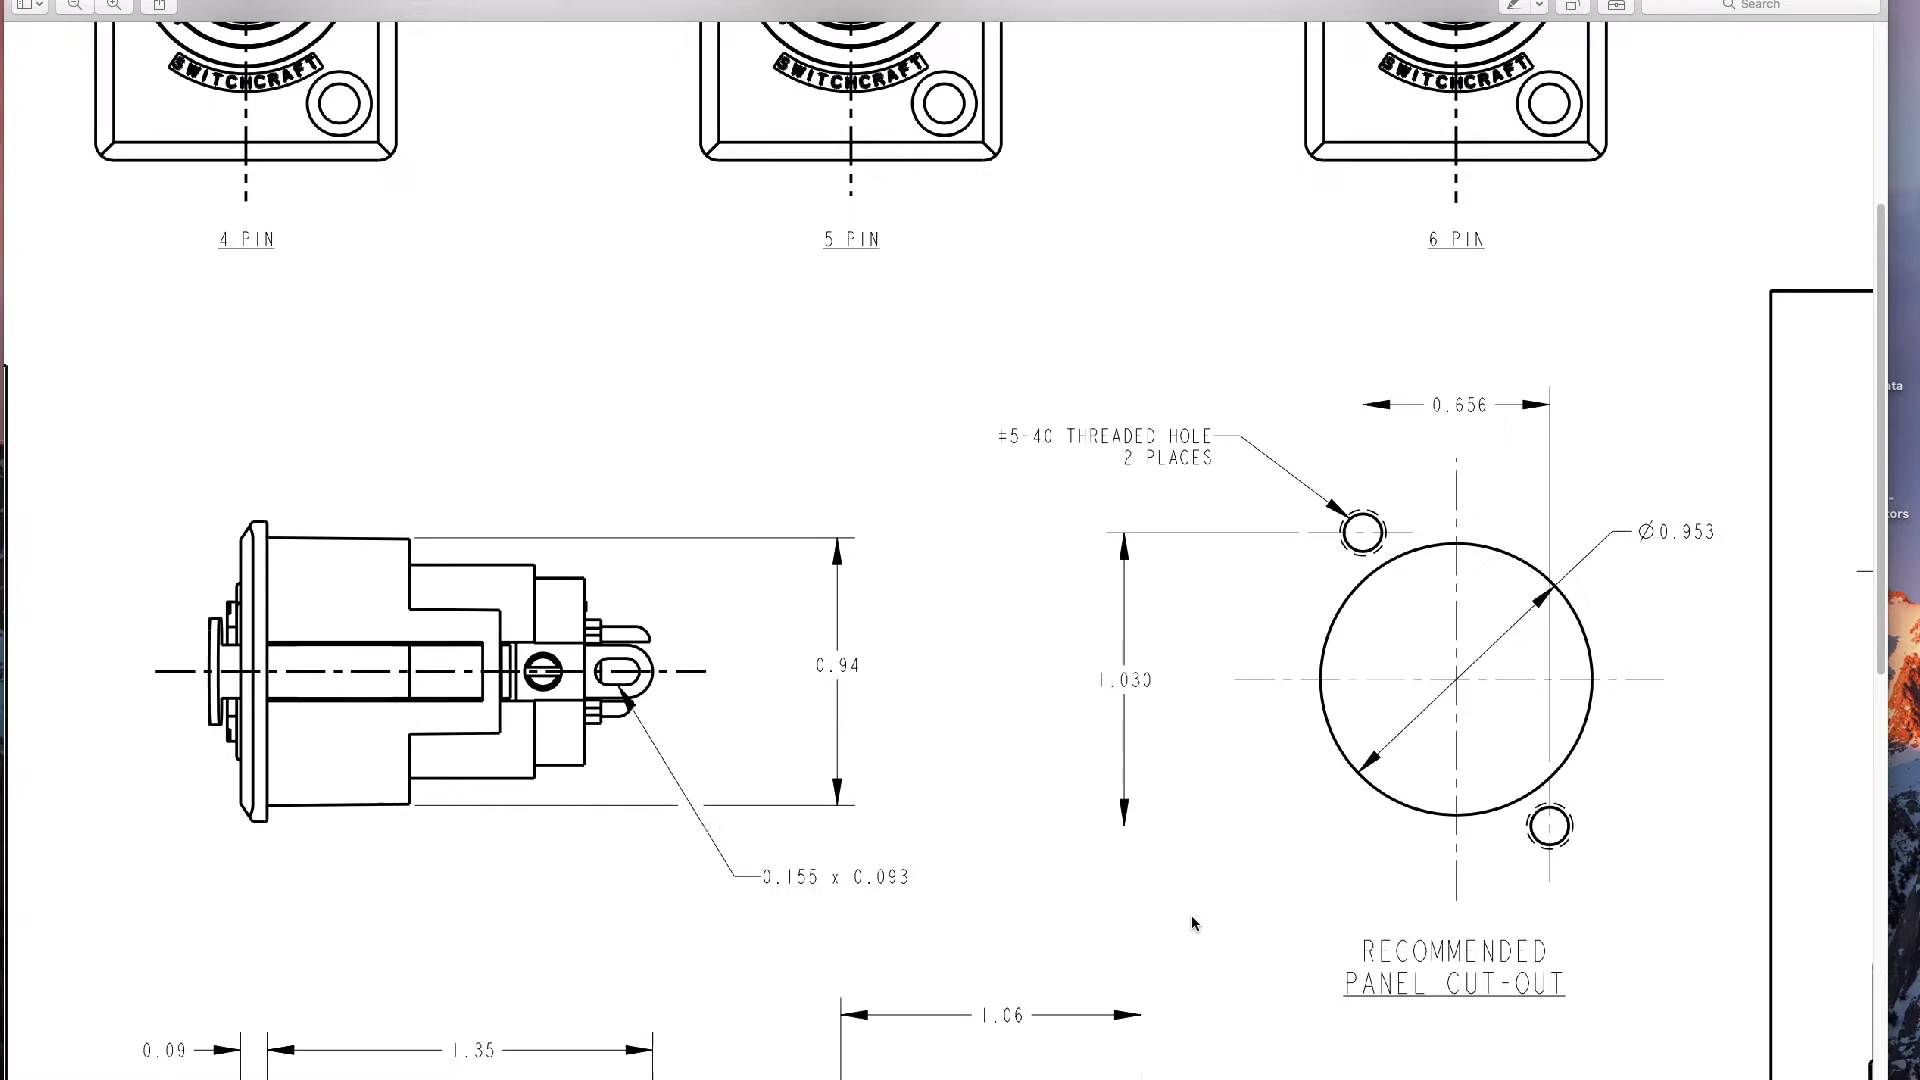 Search
SWITCHCRAFT
SWITCHCRAFT
SWITCHCRAFT
4 PIN
5 PIN
6 PIN
0.656
#5-40 THREADED HOLE
2 PLACES
Ø0.953
0.94
1.030
0.155 x 0.093
RECOMMENDED
PANEL CUT-OUT
1.06
0.09
1.35